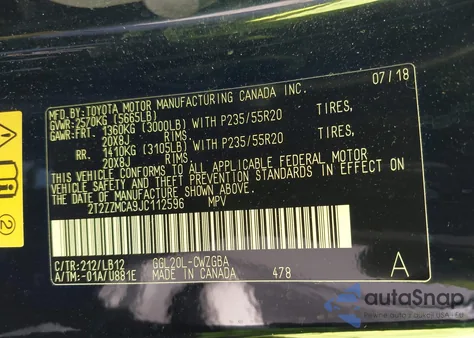 MFD.BY:TOYOTA MOTOR MANUFACTURING CANADA INC. 07/18
GVWR:2570KG (5665LB)
GAWR:FRT. 1360KG (3000LB) WITH P235/55R20 TIRES,
20X8J RIMS,
RR. 1410KG (3105LB) WITH P235/55R20 TIRES,
20X8J RIMS
THIS VEHICLE CONFORMS TO ALL APPLICABLE FEDERAL MOTOR
VEHICLE SAFETY AND THEFT PREVENTION STANDARDS IN EFFECT ON
THE DATE OF MANUFACTURE SHOWN ABOVE.
2T2ZZMCA9JC112596 MPV
C/TR:212/LB12 GGL20L-CWZGBA
A/TM:-01A/U881E MADE IN CANADA 478 A
2
autoSnap